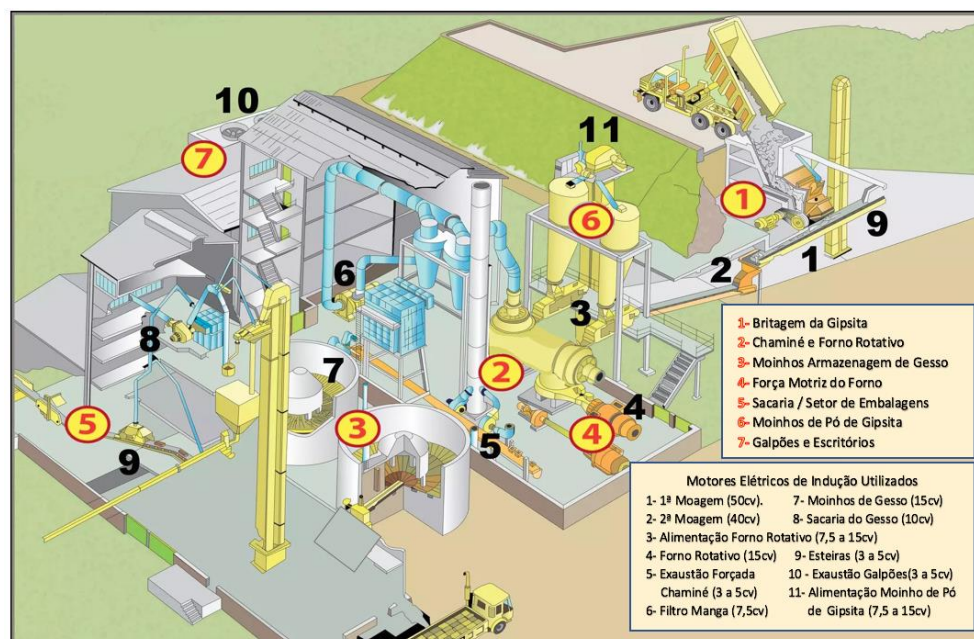 10
11
7
1
6
9
2
1
6
3
8
7
2
3
4
5
4
5
9
1- Britagem da Gipsita
2- Chaminé e Forno Rotativo
3- Moinhos Armazenagem de Gesso
4- Força Motriz do Forno
5- Sacaria / Setor de Embalagens
6- Moinhos de Pó de Gipsita
7- Galpões e Escritórios
Motores Elétricos de Indução Utilizados
1- 1ª Moagem (50cv).
2- 2ª Moagem (40cv)
3- Alimentação Forno Rotativo (7,5 a 15cv)
4- Forno Rotativo (15cv)
5- Exaustão Forçada
Chaminé (3 a 5cv)
6- Filtro Manga (7,5cv)
7- Moinhos de Gesso (15cv)
8- Sacaria do Gesso (10cv)
9- Esteiras (3 a 5cv)
10 - Exaustão Galpões(3 a 5cv)
11- Alimentação Moinho de Pó
de Gipsita (7,5 a 15cv)